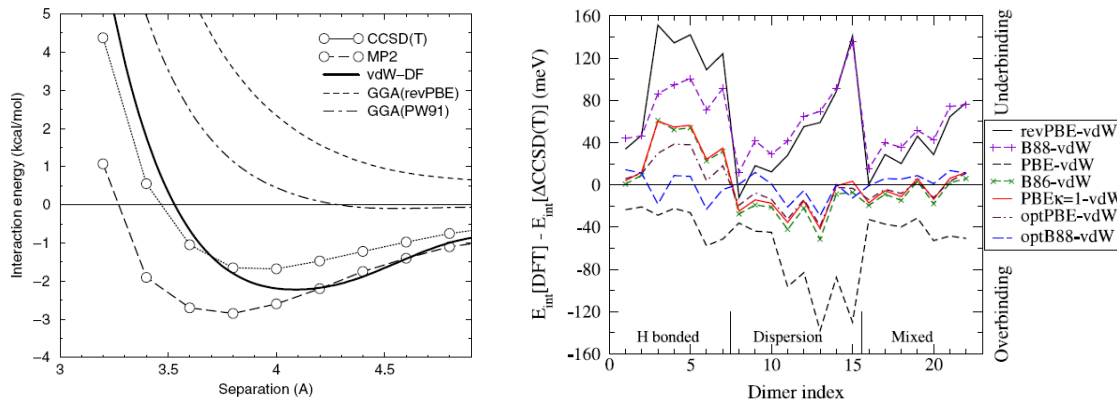 5
4
3
2
1
0
−1
−2
−3
−4
3
3.5
4
4.5
Interaction energy (kcal/mol)
Separation (A)
CCSD(T)
MP2
vdW–DF
GGA(revPBE)
GGA(PW91)
160
120
80
40
0
-40
-80
-120
-160
0
5
10
15
20
E_int[DFT] - E_int[ΔCCSD(T)] (meV)
Dimer index
H bonded
Dispersion
Mixed
Underbinding
Overbinding
revPBE-vdW
B88-vdW
PBE-vdW
B86-vdW
PBEκ=1-vdW
optPBE-vdW
optB88-vdW